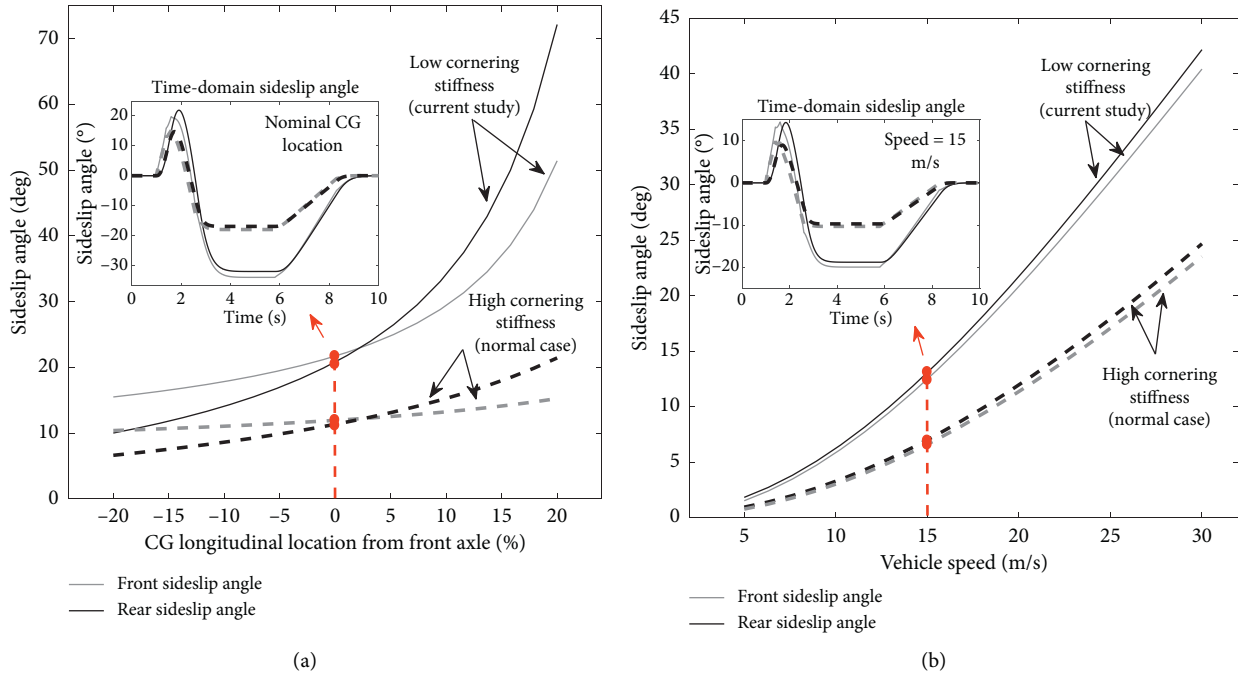 70
60
50
40
30
20
10
0
Sideslip angle (deg)
−20
−15
−10
−5
0
5
10
15
20
CG longitudinal location from front axle (%)
Time-domain sideslip angle
20
10
0
−10
−20
−30
Sideslip angle (°)
0
2
4
6
8
10
Time (s)
Nominal CG
location
Low cornering
stiffness
(current study)
High cornering
stiffness
(normal case)
Front sideslip angle
Rear sideslip angle
(a)
45
40
35
30
25
20
15
10
5
0
Sideslip angle (deg)
5
10
15
20
25
30
Vehicle speed (m/s)
Time-domain sideslip angle
10
0
−10
−20
Sideslip angle (°)
0
2
4
6
8
10
Time (s)
Speed = 15
m/s
Low cornering
stiffness
(current study)
High cornering
stiffness
(normal case)
Front sideslip angle
Rear sideslip angle
(b)